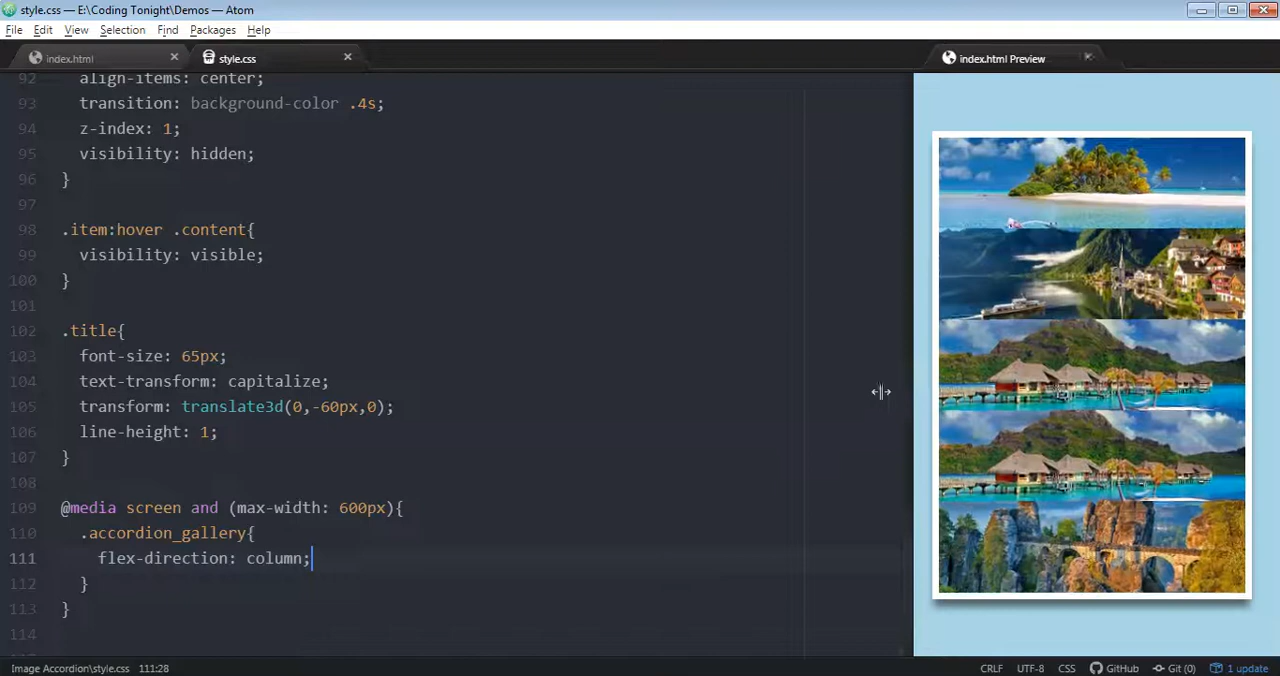 style.css — E:\Coding Tonight\Demos — Atom
File Edit View Selection Find Packages Help
index.html
style.css
index.html Preview
92 align-items: center;
93 transition: background-color .4s;
94 z-index: 1;
95 visibility: hidden;
96 }
97
98 .item:hover .content{
99 visibility: visible;
100 }
101
102 .title{
103 font-size: 65px;
104 text-transform: capitalize;
105 transform: translate3d(0,-60px,0);
106 line-height: 1;
107 }
108
109 @media screen and (max-width: 600px){
110 .accordion_gallery{
111 flex-direction: column;
112 }
113 }
114
Image Accordion\style.css 111:28 CRLF UTF-8 CSS GitHub Git (0) 1 update